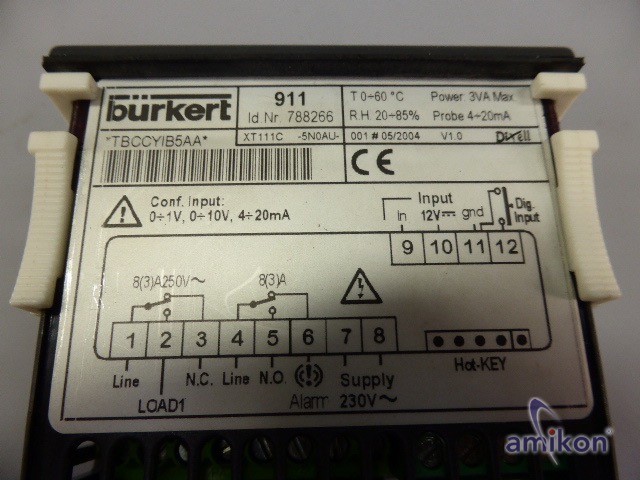 bürkert
911
Id Nr. 788266
T 0÷60 °C Power: 3VA Max
R.H. 20÷85% Probe 4÷20mA
*TBCCYIB5AA*
XT111C -5N0AU-
001 # 05/2004 V1.0 Dixell
CE
Conf. Input:
0÷1V, 0÷10V, 4÷20mA
Input
In 12V gnd
Dig.
Input
9 10 11 12
8(3)A250V～ 8(3)A
1 2 3 4 5 6 7 8
Line N.C. Line N.O. Supply
LOAD1 Alarm 230V～
Hot-KEY
amikon